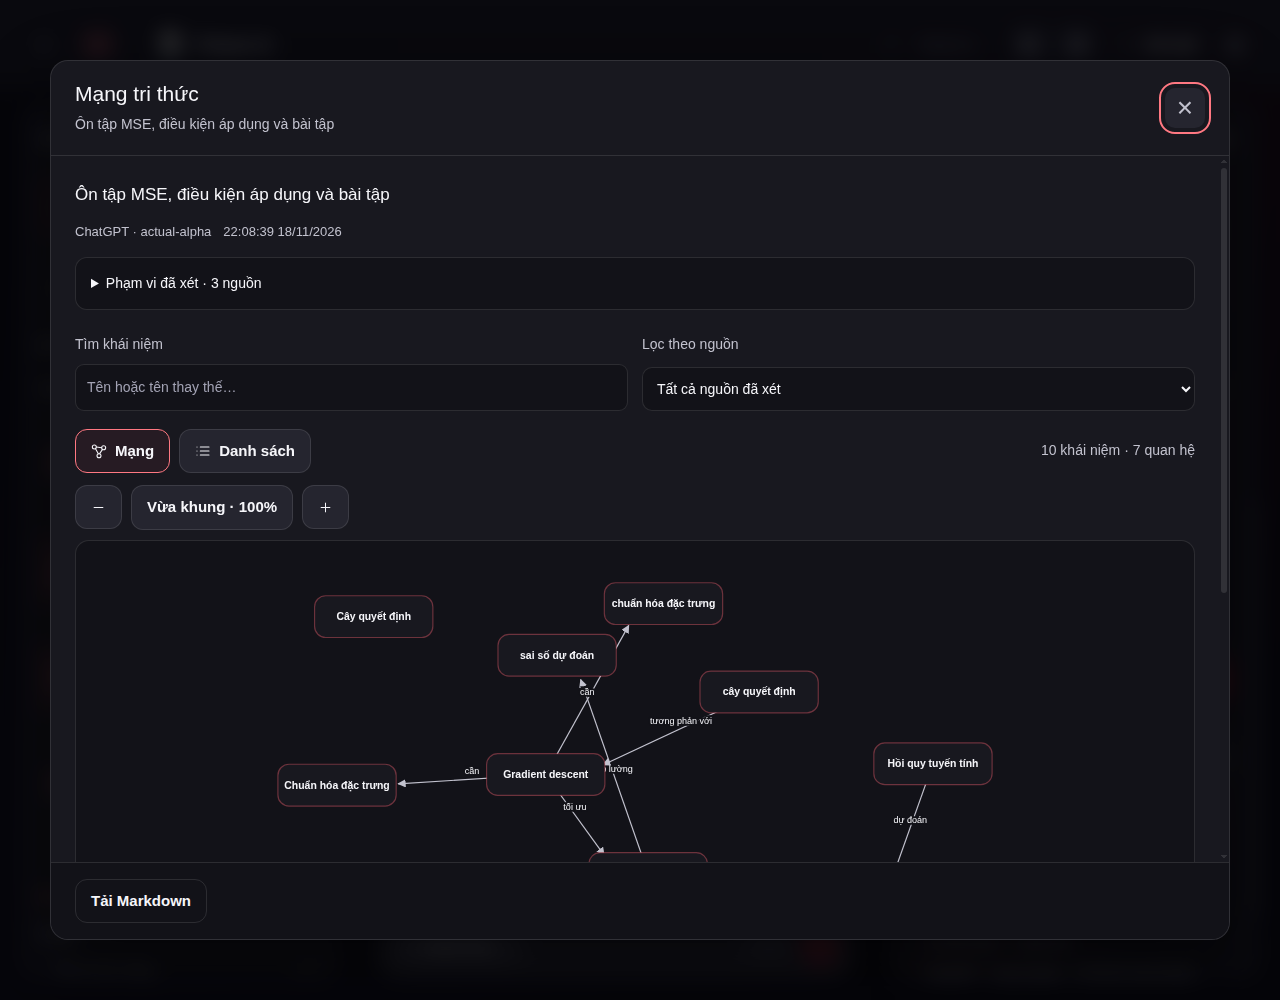 Mạng tri thức
Ôn tập MSE, điều kiện áp dụng và bài tập
Ôn tập MSE, điều kiện áp dụng và bài tập
ChatGPT · actual-alpha 22:08:39 18/11/2026
Phạm vi đã xét · 3 nguồn
Tìm khái niệm
Lọc theo nguồn
Tên hoặc tên thay thế…
Tất cả nguồn đã xét
Mạng
Danh sách
10 khái niệm · 7 quan hệ
Vừa khung · 100%
chuẩn hóa đặc trưng
Cây quyết định
sai số dự đoán
cây quyết định
cần
tương phản với
Hồi quy tuyến tính
cần
Gradient descent
lường
Chuẩn hóa đặc trưng
tối ưu
dự đoán
Tải Markdown